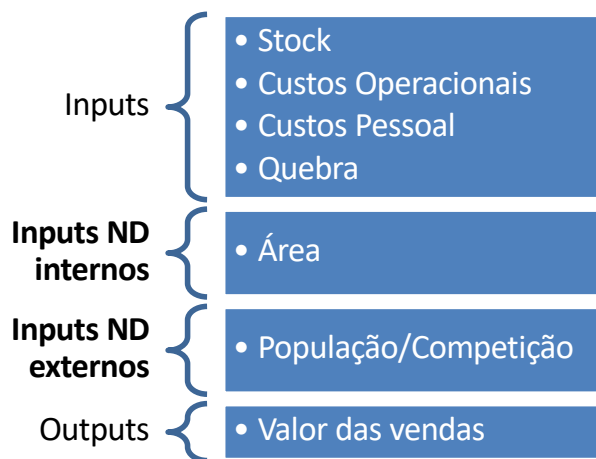 Inputs
• Stock
• Custos Operacionais
• Custos Pessoal
• Quebra
Inputs ND
internos
• Área
Inputs ND
externos
• População/Competição
Outputs
• Valor das vendas